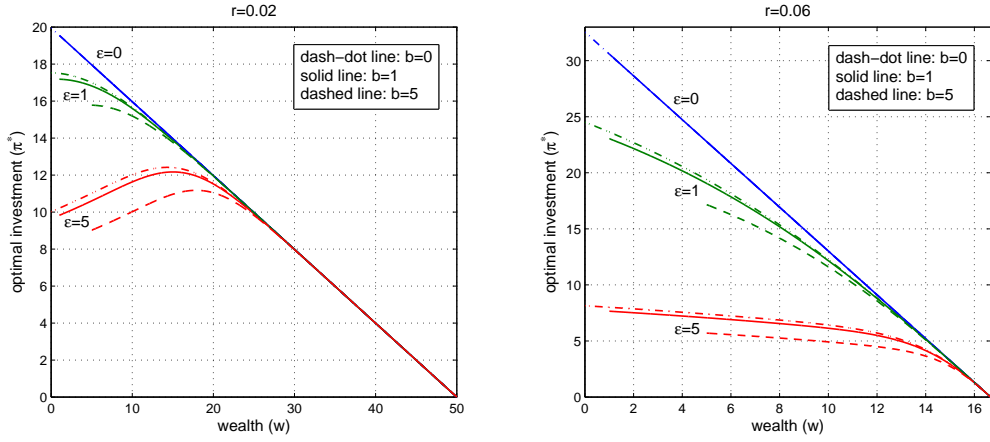 r=0.02
optimal investment (π*)
20
18
16
14
12
10
8
6
4
2
0
ε=0
ε=1
ε=5
dash-dot line: b=0
solid line: b=1
dashed line: b=5
0 10 20 30 40 50
wealth (w)
r=0.06
optimal investment (π*)
30
25
20
15
10
5
0
ε=0
ε=1
ε=5
dash-dot line: b=0
solid line: b=1
dashed line: b=5
0 2 4 6 8 10 12 14 16
wealth (w)